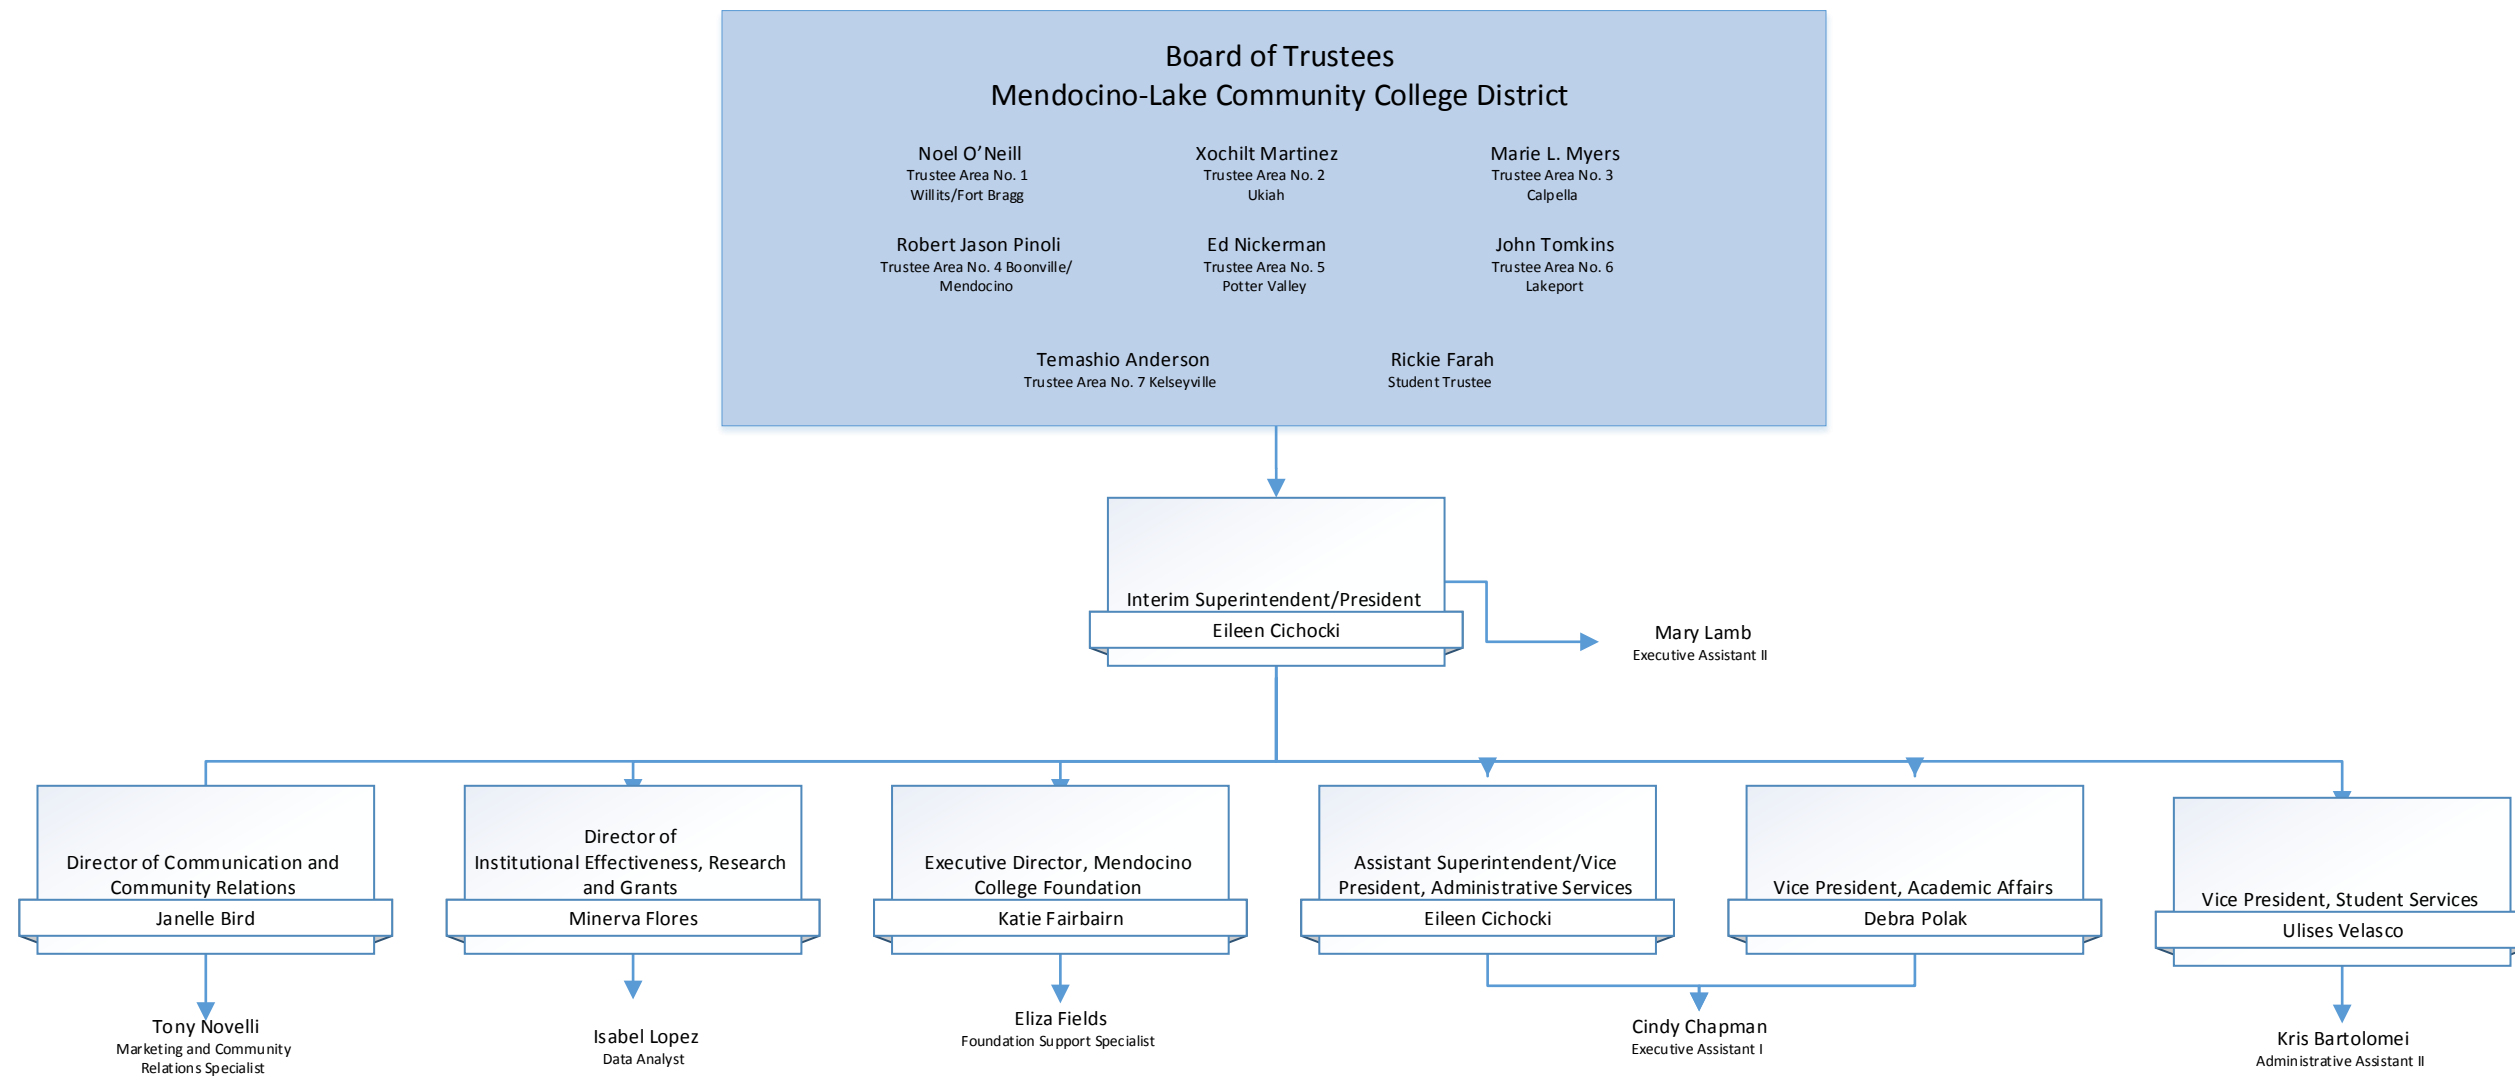 Board of Trustees
Mendocino-Lake Community College District
Noel O’Neill
Trustee Area No. 1
Willits/Fort Bragg
Xochilt Martinez
Trustee Area No. 2
Ukiah
Marie L. Myers
Trustee Area No. 3
Calpella
Robert Jason Pinoli
Trustee Area No. 4 Boonville/
Mendocino
Ed Nickerman
Trustee Area No. 5
Potter Valley
John Tomkins
Trustee Area No. 6
Lakeport
Temashio Anderson
Trustee Area No. 7 Kelseyville
Rickie Farah
Student Trustee
Interim Superintendent/President
Eileen Cichocki
Mary Lamb
Executive Assistant II
Director of Communication and
Community Relations
Janelle Bird
Director of
Institutional Effectiveness, Research
and Grants
Minerva Flores
Executive Director, Mendocino
College Foundation
Katie Fairbairn
Assistant Superintendent/Vice
President, Administrative Services
Eileen Cichocki
Vice President, Academic Affairs
Debra Polak
Vice President, Student Services
Ulises Velasco
Tony Novelli
Marketing and Community
Relations Specialist
Isabel Lopez
Data Analyst
Eliza Fields
Foundation Support Specialist
Cindy Chapman
Executive Assistant I
Kris Bartolomei
Administrative Assistant II